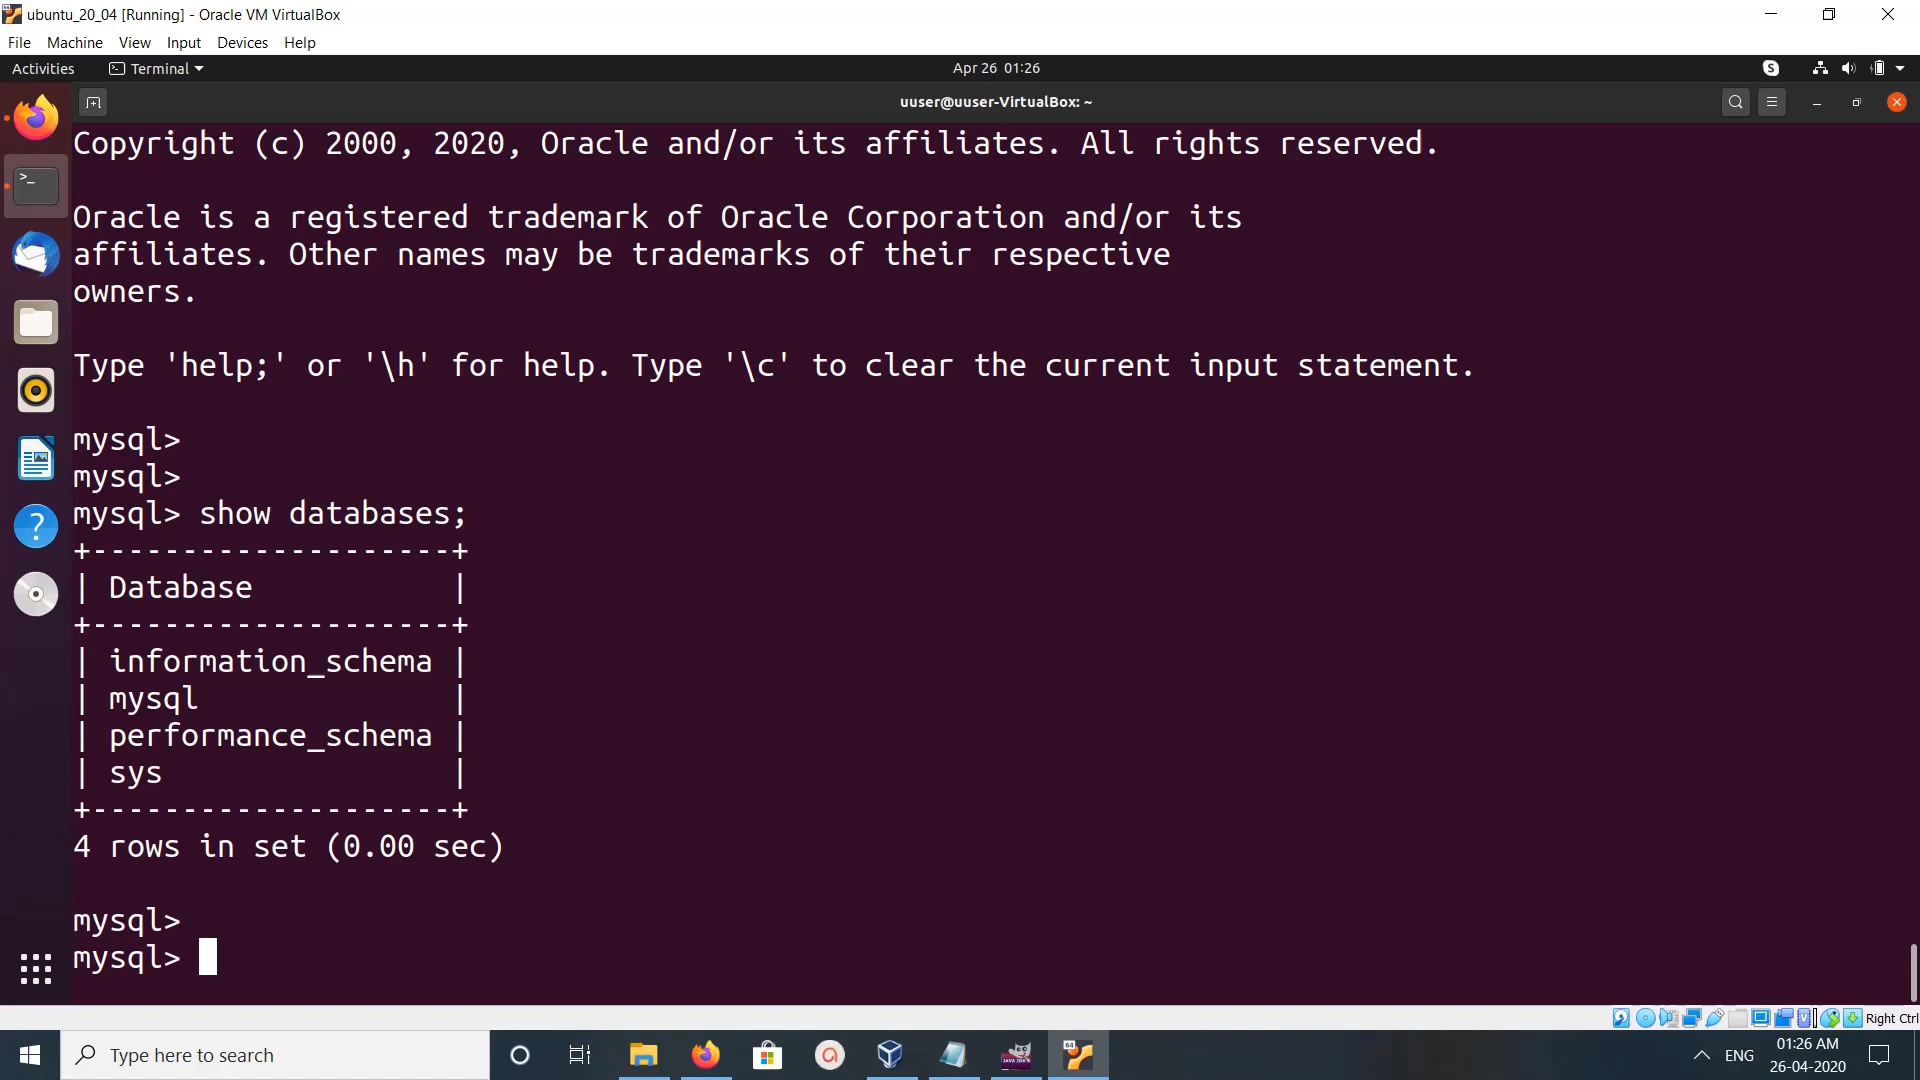 ubuntu_20_04 [Running] - Oracle VM VirtualBox
File Machine View Input Devices Help
Activities Terminal Apr 26 01:26
uuser@uuser-VirtualBox: ~
Copyright (c) 2000, 2020, Oracle and/or its affiliates. All rights reserved.
Oracle is a registered trademark of Oracle Corporation and/or its
affiliates. Other names may be trademarks of their respective
owners.
Type 'help;' or '\h' for help. Type '\c' to clear the current input statement.
mysql>
mysql>
mysql> show databases;
+--------------------+
| Database           |
+--------------------+
| information_schema |
| mysql              |
| performance_schema |
| sys                |
+--------------------+
4 rows in set (0.00 sec)
mysql>
mysql>
Right Ctrl
Type here to search
ENG
01:26 AM
26-04-2020